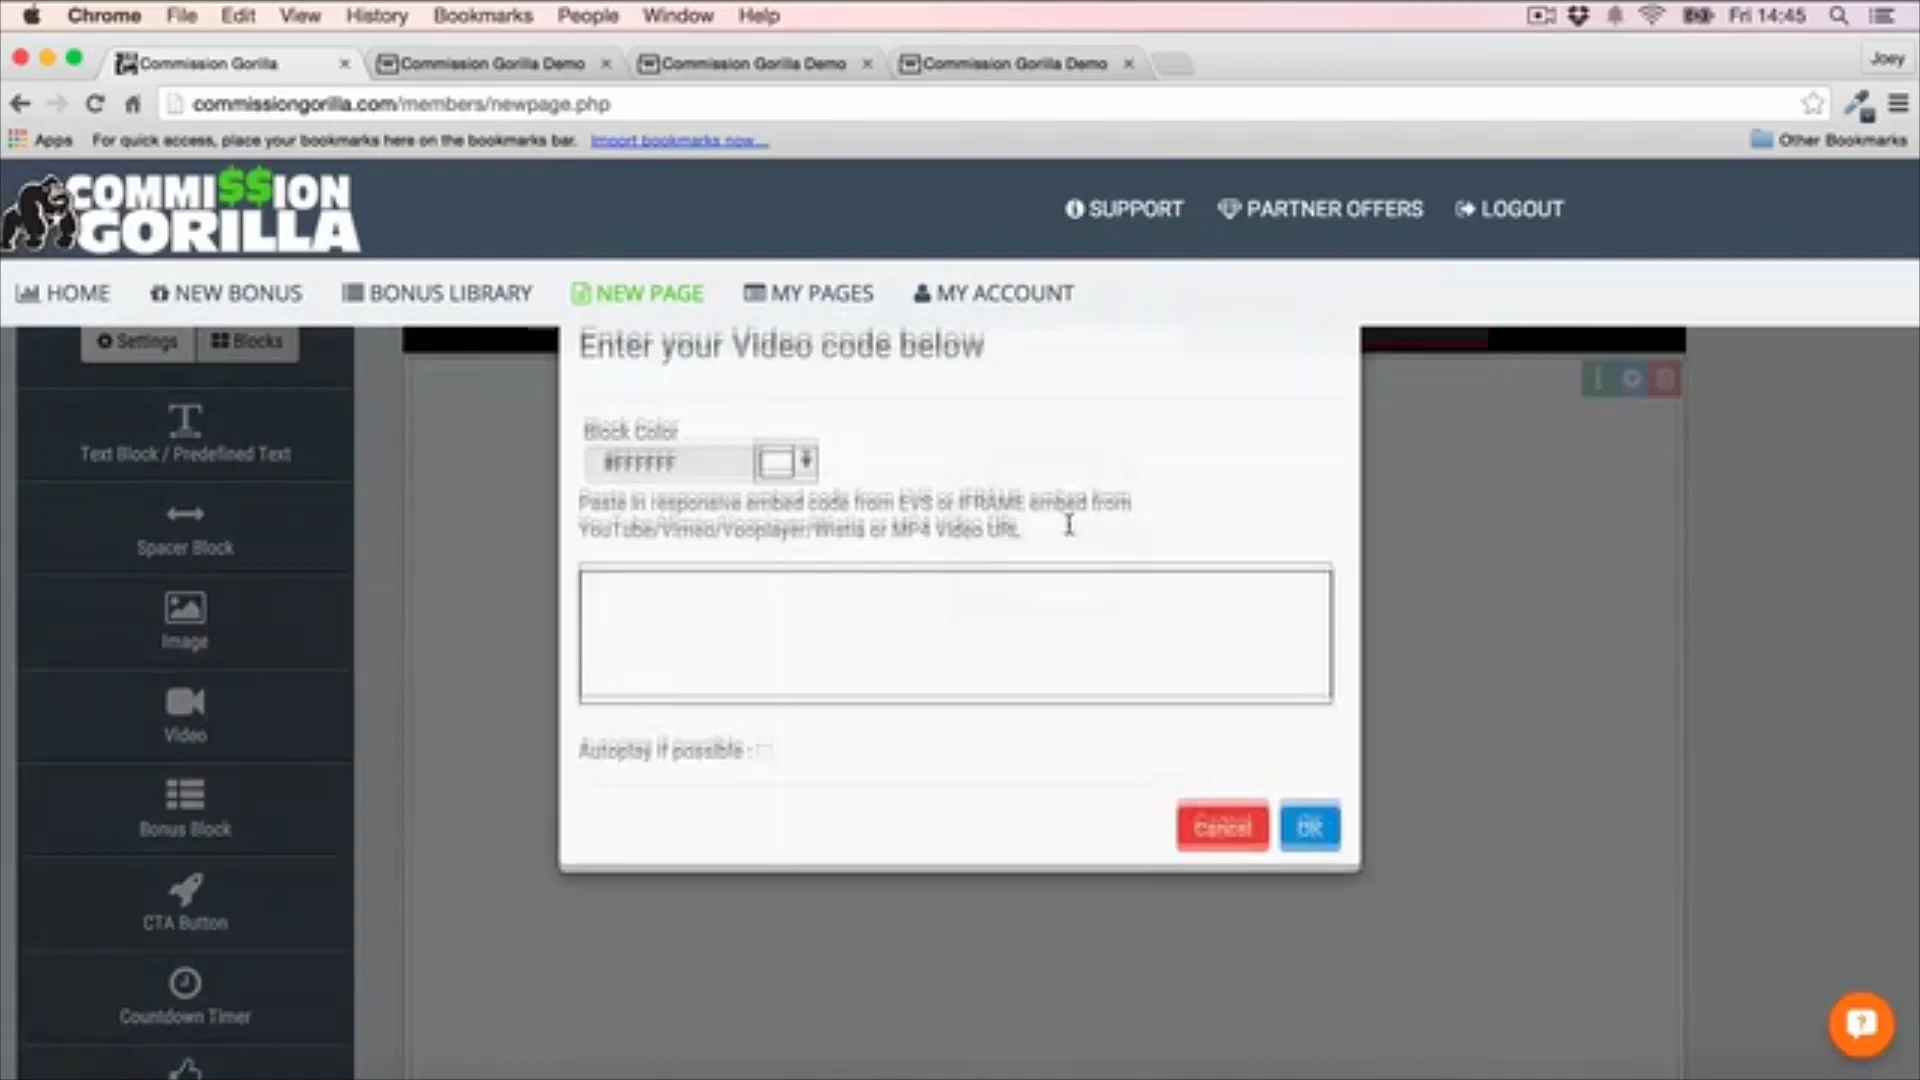 Chrome File Edit View History Bookmarks People Window Help Fri 14:45
Commission Gorilla Commission Gorilla Demo Commission Gorilla Demo Commission Gorilla Demo Joey
commissiongorilla.com/members/newpage.php
Apps For quick access, place your bookmarks here on the bookmarks bar. Import bookmarks now... Other Bookmarks
COMMI$$ION
GORILLA
SUPPORT PARTNER OFFERS LOGOUT
HOME NEW BONUS BONUS LIBRARY NEW PAGE MY PAGES MY ACCOUNT
Settings Blocks
Enter your Video code below
Block Color
#FFFFFF
Paste in responsive embed code from EVS or IFRAME embed from
YouTube/Vimeo/Vooplayer/Wistia or MP4 Video URL
Autoplay if possible :
Cancel OK
Text Block / Predefined Text
Spacer Block
Image
Video
Bonus Block
CTA Button
Countdown Timer